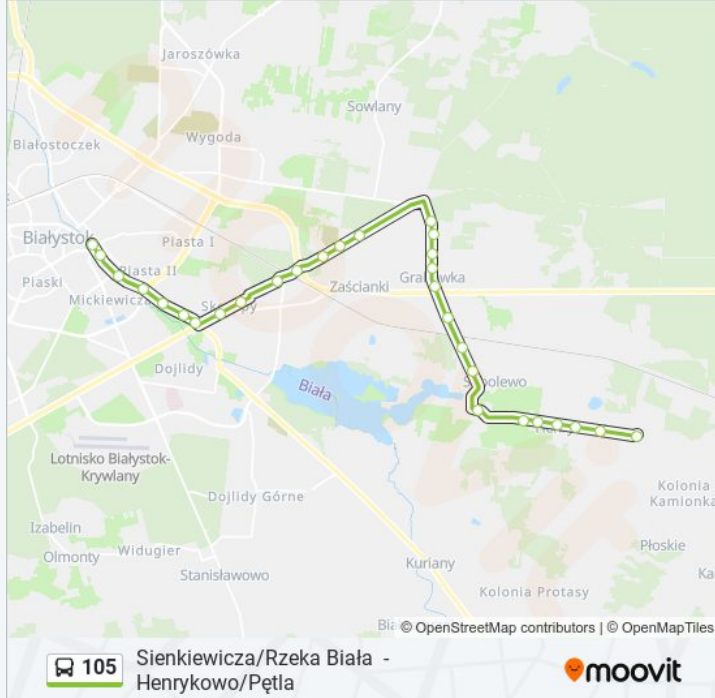 Jaroszówka
Sowlany
Wygoda
Białostoczek
Białystok
Piasta I
Piasta II
Piaski
Zaścianki
Mickiewicza
Dojlidy
Biała
Lotnisko Białystok-
Krywlany
Dojlidy Górne
Kolonia
Kamionka
Izabelin
Olmonty
Widugier
Płoskie
Stanisławowo
Kuriany
Kolonia Protasy
© OpenStreetMap contributors | © OpenMapTiles
105
Sienkiewicza/Rzeka Biała -
Henrykowo/Pętla
moovit